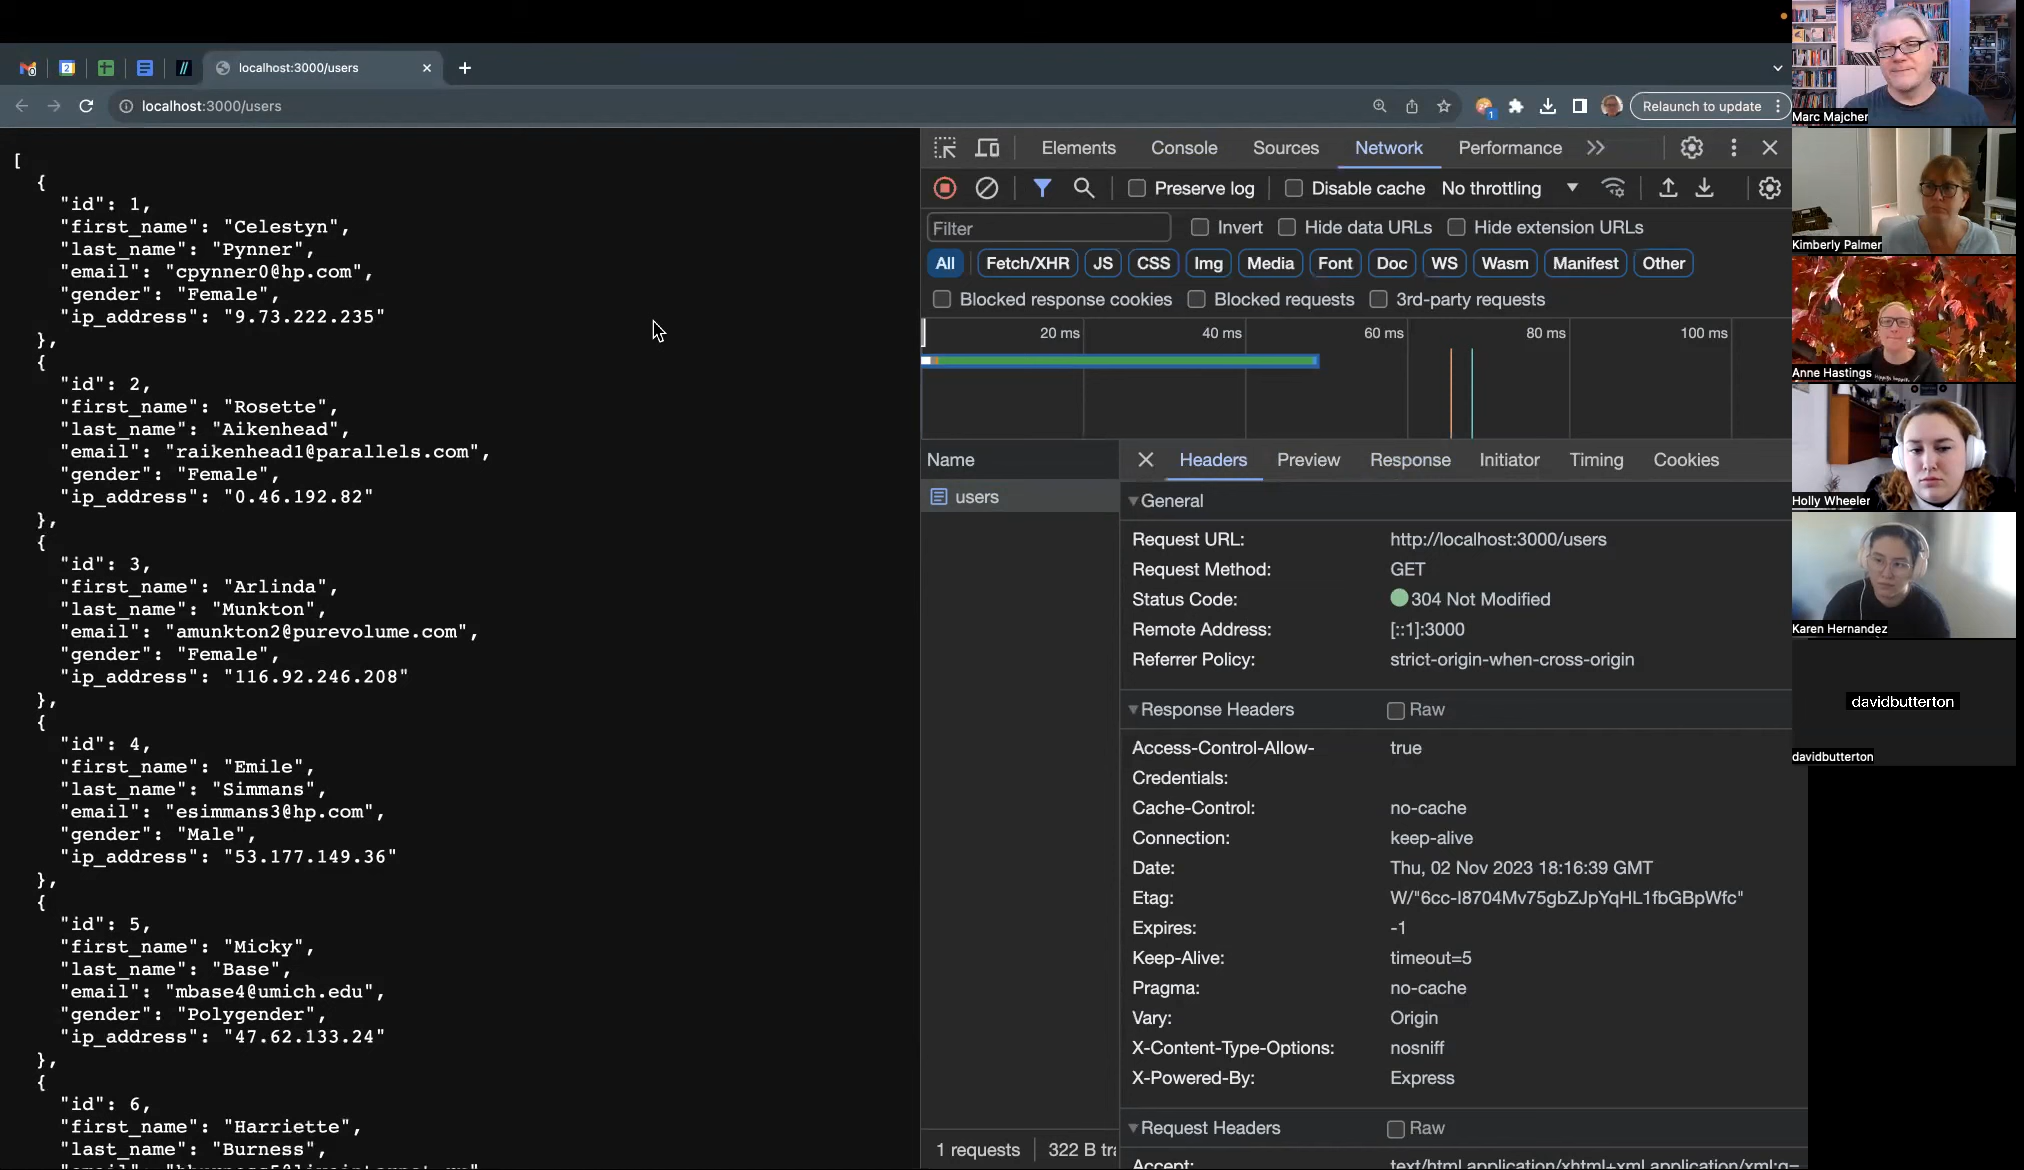 localhost:3000/users
localhost:3000/users
Relaunch to update
[
{
"id": 1,
"first_name": "Celestyn",
"last_name": "Pynner",
"email": "cpynner0@hp.com",
"gender": "Female",
"ip_address": "9.73.222.235"
},
{
"id": 2,
"first_name": "Rosette",
"last_name": "Aikenhead",
"email": "raikenhead1@parallels.com",
"gender": "Female",
"ip_address": "0.46.192.82"
},
{
"id": 3,
"first_name": "Arlinda",
"last_name": "Munkton",
"email": "amunkton2@purevolume.com",
"gender": "Female",
"ip_address": "116.92.246.208"
},
{
"id": 4,
"first_name": "Emile",
"last_name": "Simmans",
"email": "esimmans3@hp.com",
"gender": "Male",
"ip_address": "53.177.149.36"
},
{
"id": 5,
"first_name": "Micky",
"last_name": "Base",
"email": "mbase4@umich.edu",
"gender": "Polygender",
"ip_address": "47.62.133.24"
},
{
"id": 6,
"first_name": "Harriette",
"last_name": "Burness",
Elements Console Sources Network Performance
Preserve log Disable cache No throttling
Filter Invert Hide data URLs Hide extension URLs
All Fetch/XHR JS CSS Img Media Font Doc WS Wasm Manifest Other
Blocked response cookies Blocked requests 3rd-party requests
20 ms 40 ms 60 ms 80 ms 100 ms
Name
users
1 requests 322 B
Headers Preview Response Initiator Timing Cookies
General
Request URL: http://localhost:3000/users
Request Method: GET
Status Code: 304 Not Modified
Remote Address: [::1]:3000
Referrer Policy: strict-origin-when-cross-origin
Response Headers Raw
Access-Control-Allow- true
Credentials:
Cache-Control: no-cache
Connection: keep-alive
Date: Thu, 02 Nov 2023 18:16:39 GMT
Etag: W/"6cc-I8704Mv75gbZJpYqHL1fbGBpWfc"
Expires: -1
Keep-Alive: timeout=5
Pragma: no-cache
Vary: Origin
X-Content-Type-Options: nosniff
X-Powered-By: Express
Request Headers Raw
Accept: text/html,application/xhtml+xml,application/xml;q=
Marc Majcher
Kimberly Palmer
Anne Hastings
Holly Wheeler
Karen Hernandez
davidbutterton
davidbutterton